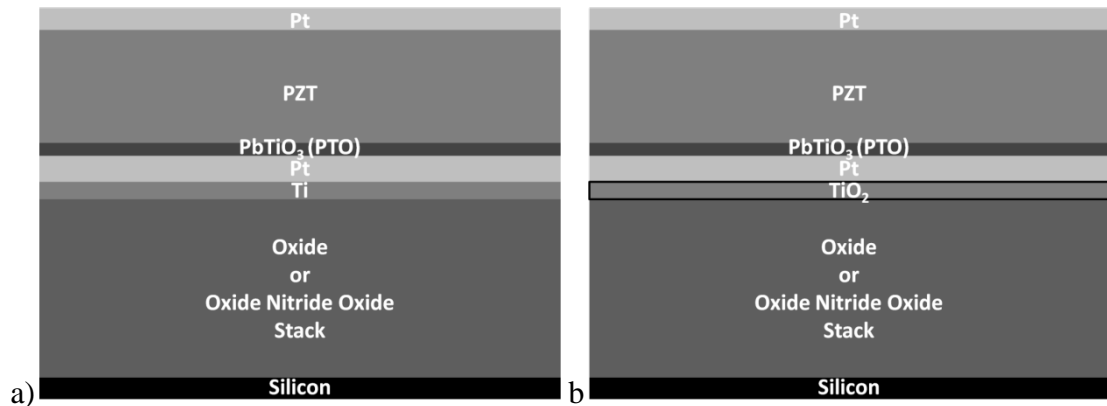 Pt
PZT
PbTiO₃ (PTO)
Pt
Ti
Oxide
or
Oxide Nitride Oxide
Stack
Silicon
a)
Pt
PZT
PbTiO₃ (PTO)
Pt
TiO₂
Oxide
or
Oxide Nitride Oxide
Stack
Silicon
b